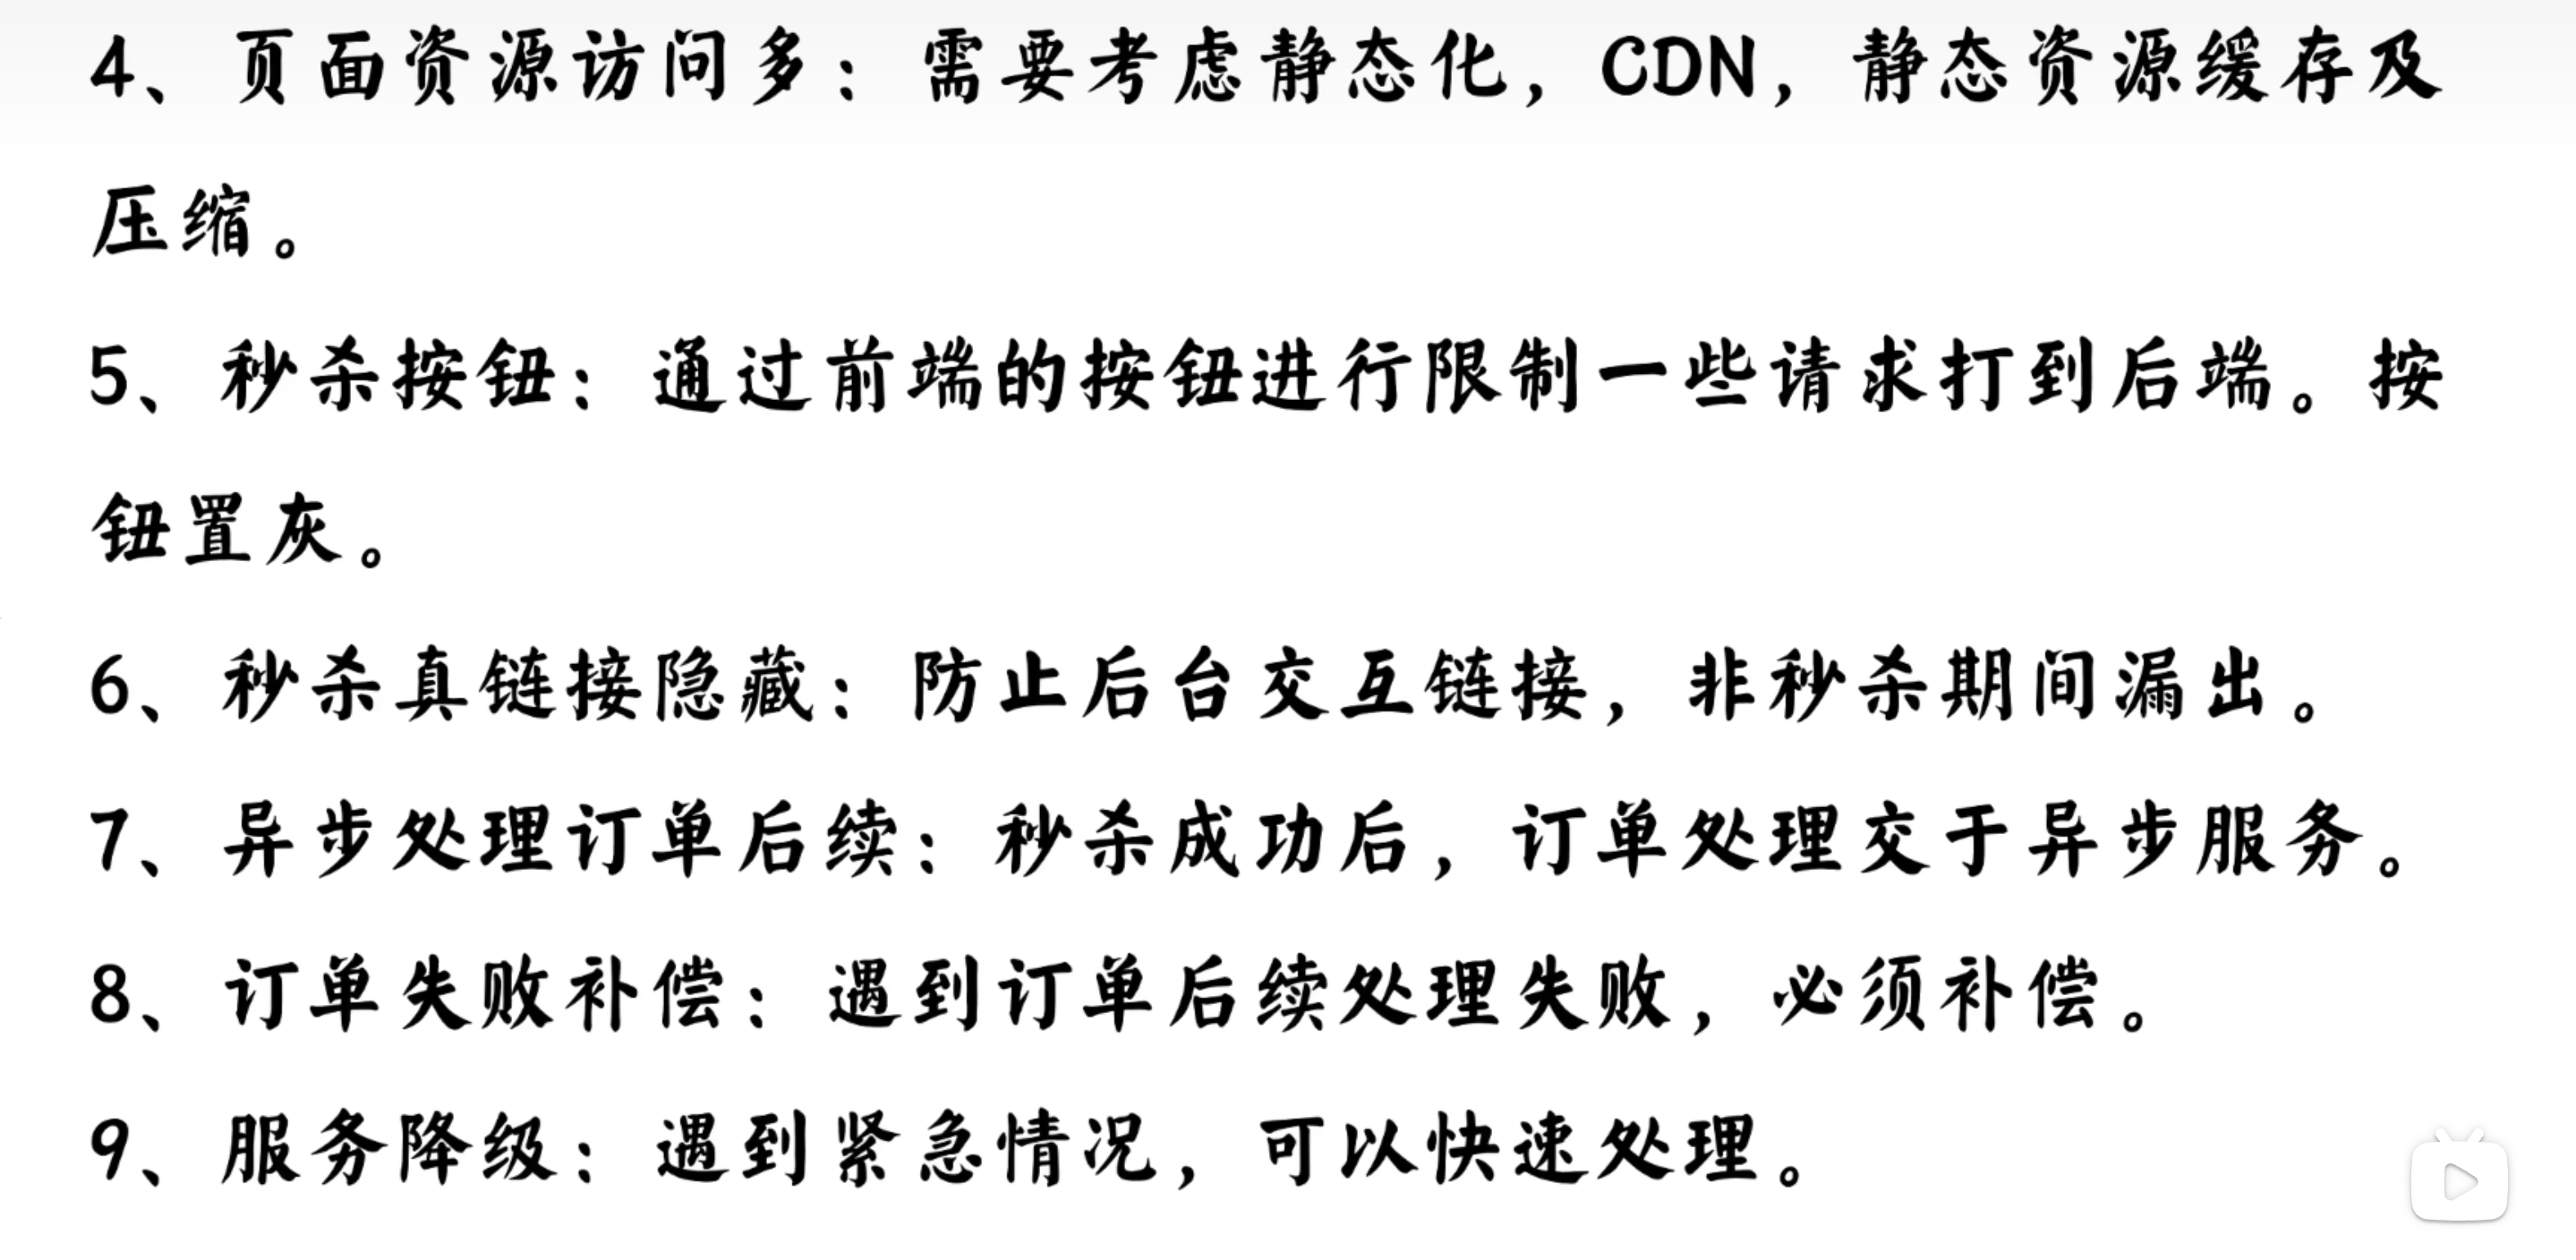 4、页面资源访问多：需要考虑静态化，CDN，静态资源缓存及
压缩。
5、秒杀按钮：通过前端的按钮进行限制一些请求打到后端。按
钮置灰。
6、秒杀真链接隐藏：防止后台交互链接，非秒杀期间漏出。
7、异步处理订单后续：秒杀成功后，订单处理交于异步服务。
8、订单失败补偿：遇到订单后续处理失败，必须补偿。
9、服务降级：遇到紧急情况，可以快速处理。